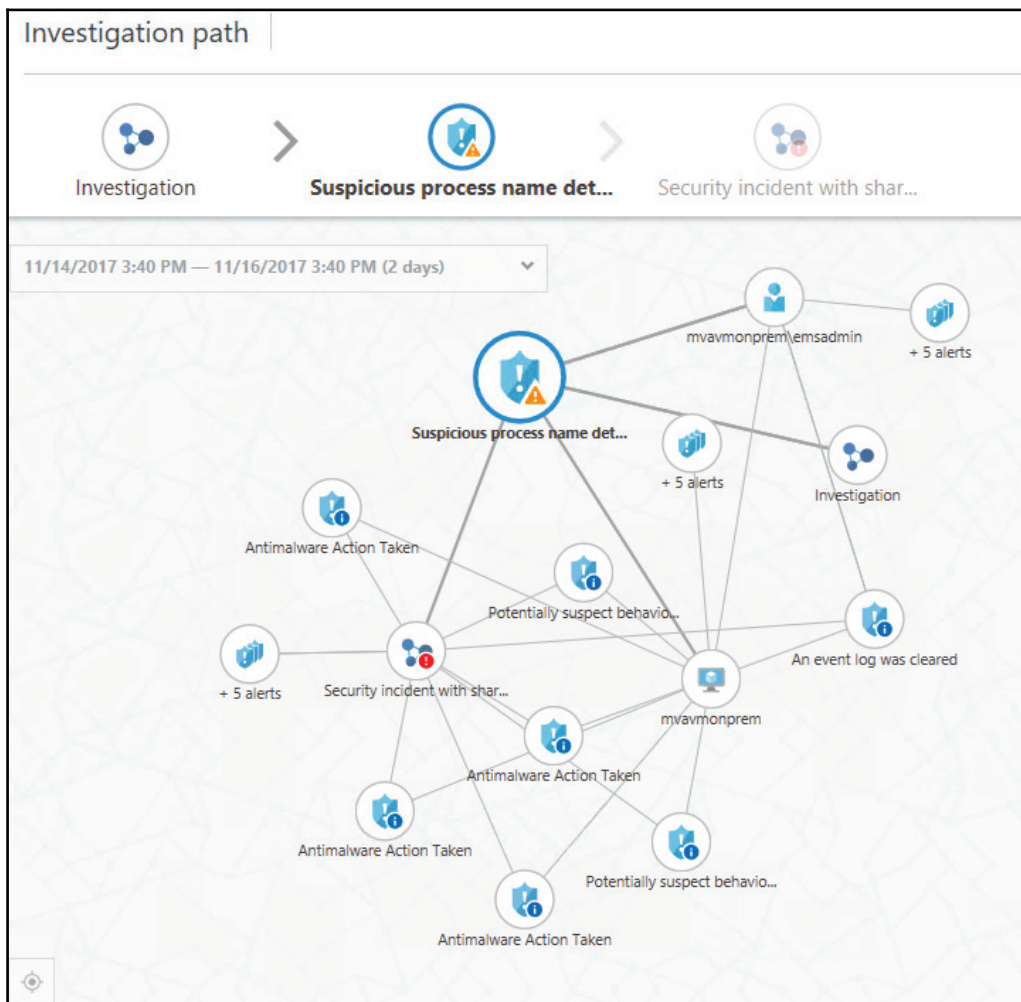 Investigation path
Investigation
Suspicious process name det...
Security incident with shar...
11/14/2017 3:40 PM — 11/16/2017 3:40 PM (2 days)
mvavmonprem\emsadmin
+ 5 alerts
Suspicious process name det...
+ 5 alerts
Investigation
Antimalware Action Taken
Potentially suspect behavio...
An event log was cleared
+ 5 alerts
Security incident with shar...
mvavmonprem
Antimalware Action Taken
Antimalware Action Taken
Potentially suspect behavio...
Antimalware Action Taken